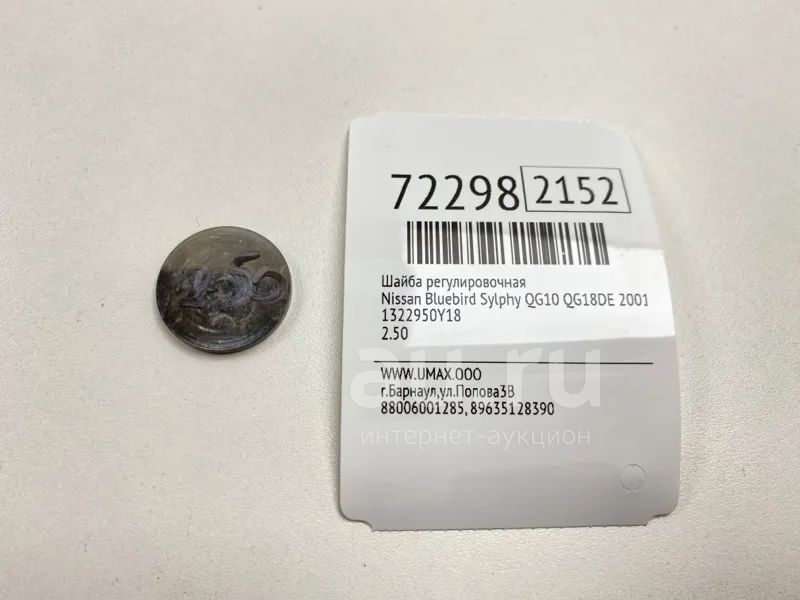 250
72298 2152
Шайба регулировочная
Nissan Bluebird Sylphy QG10 QG18DE 2001
1322950Y18
2.50
WWW.UMAX.OOO
г.Барнаул,ул.Попова3В
88006001285, 89635128390
au.ru
интернет-аукцион